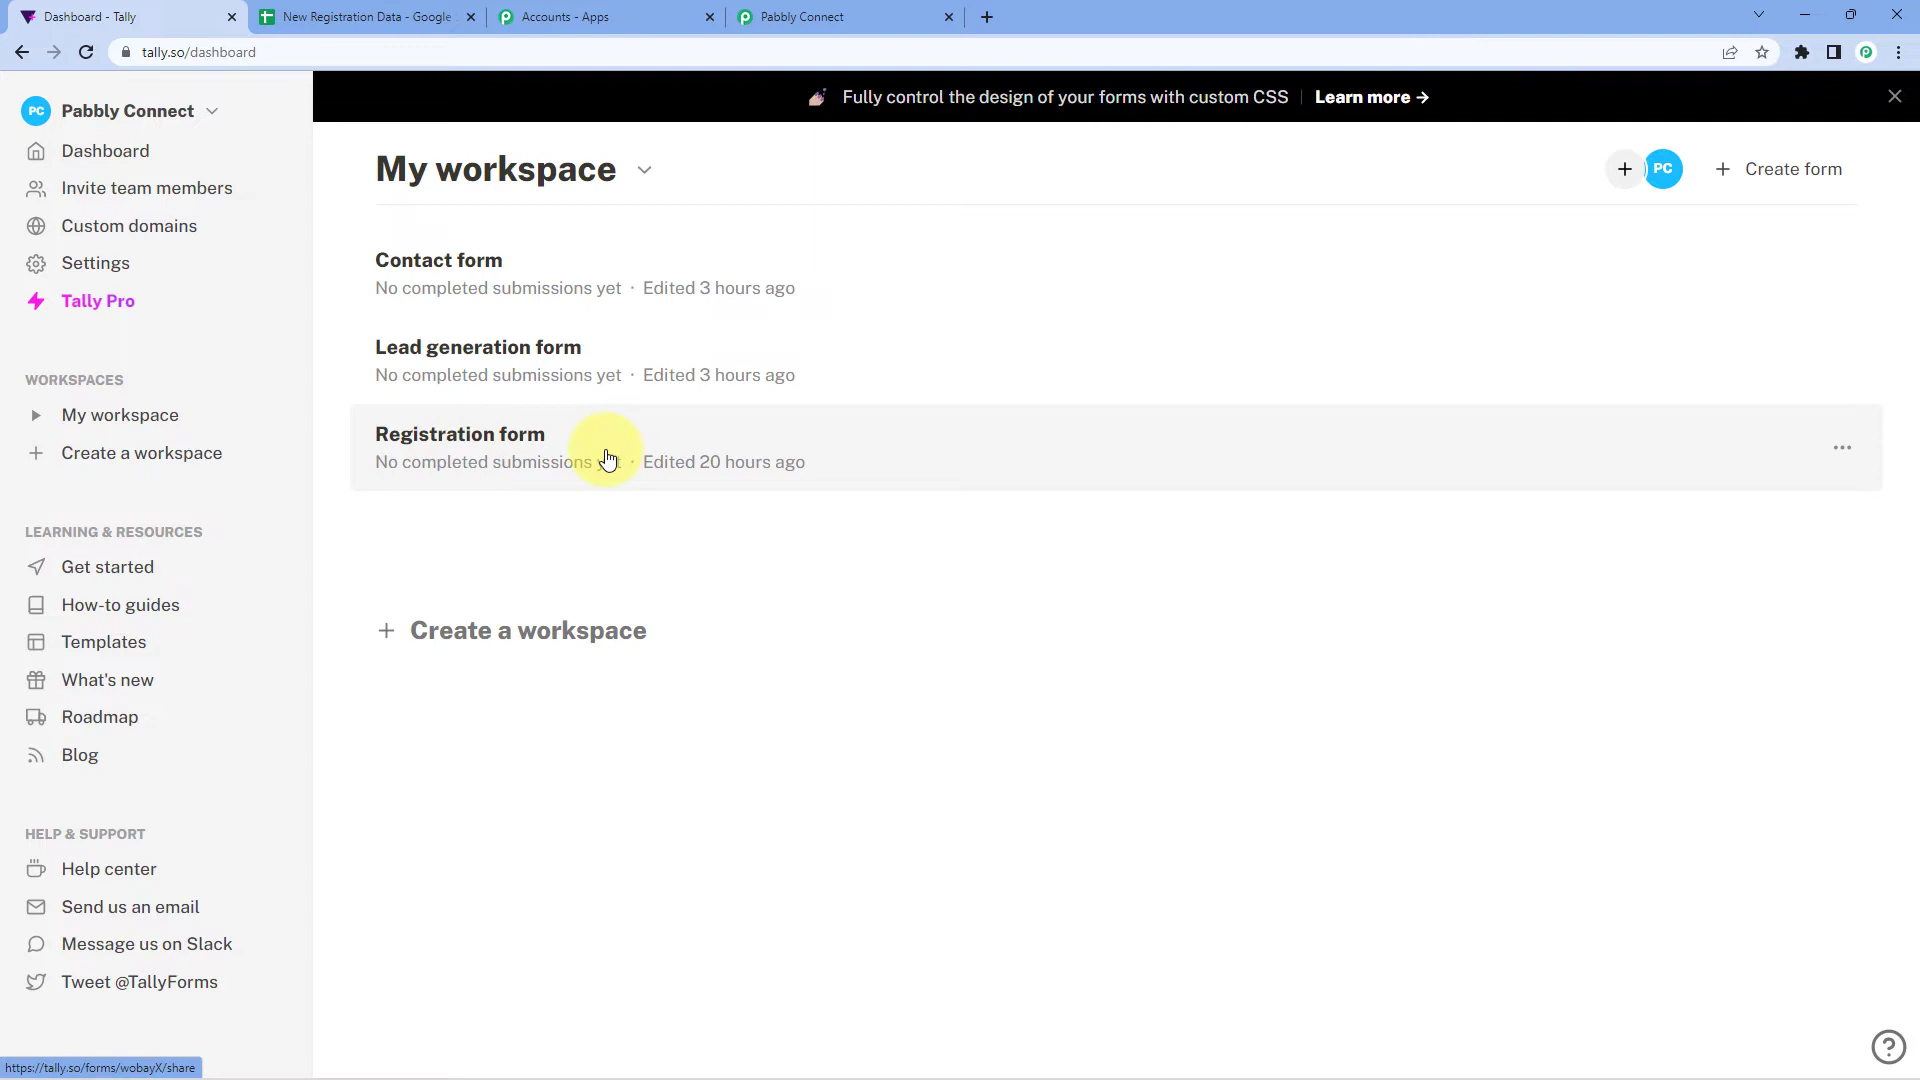 Dashboard - Tally
New Registration Data - Google
Accounts - Apps
Pabbly Connect
tally.so/dashboard
PC Pabbly Connect
Dashboard
Invite team members
Custom domains
Settings
Tally Pro
WORKSPACES
My workspace
Create a workspace
LEARNING & RESOURCES
Get started
How-to guides
Templates
What's new
Roadmap
Blog
HELP & SUPPORT
Help center
Send us an email
Message us on Slack
Tweet @TallyForms
https://tally.so/forms/wobayX/share
Fully control the design of your forms with custom CSS | Learn more →
My workspace
PC
+ Create form
Contact form
No completed submissions yet · Edited 3 hours ago
Lead generation form
No completed submissions yet · Edited 3 hours ago
Registration form
No completed submissions yet · Edited 20 hours ago
+ Create a workspace